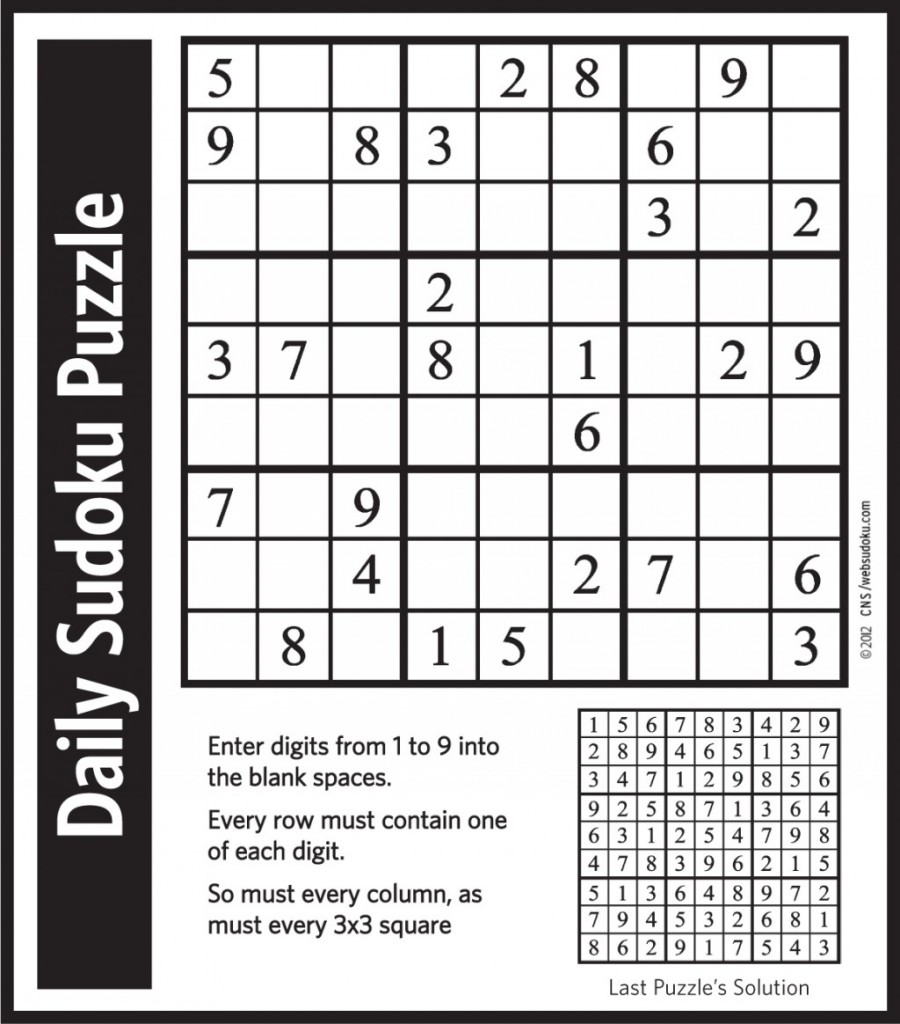 Daily Sudoku Puzzle
5 2 8 9
9 8 3 6
3 2
2
3 7 8 1 2 9
6
7 9
4 2 7 6
8 1 5 3
©2012 CNS/websudoku.com
Enter digits from 1 to 9 into
the blank spaces.
Every row must contain one
of each digit.
So must every column, as
must every 3x3 square
1 5 6 7 8 3 4 2 9
2 8 9 4 6 5 1 3 7
3 4 7 1 2 9 8 5 6
9 2 5 8 7 1 3 6 4
6 3 1 2 5 4 7 9 8
4 7 8 3 9 6 2 1 5
5 1 3 6 4 8 9 7 2
7 9 4 5 3 2 6 8 1
8 6 2 9 1 7 5 4 3
Last Puzzle's Solution